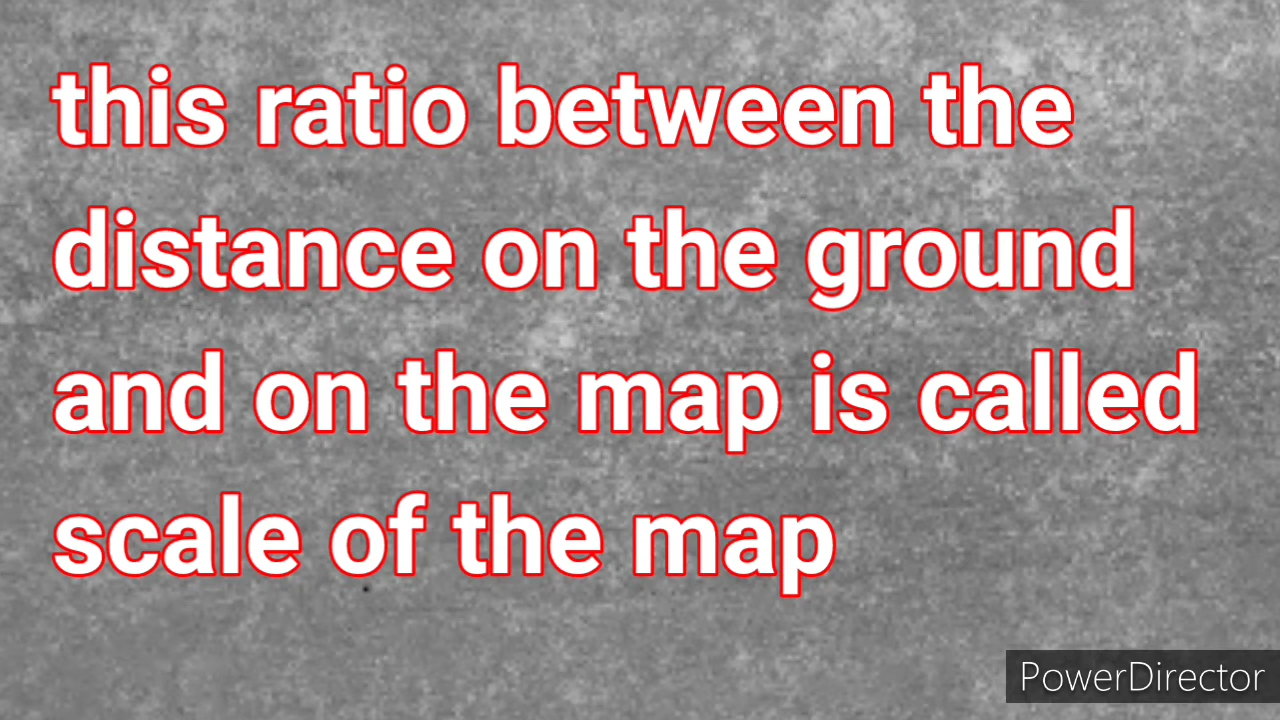 this ratio between the
distance on the ground
and on the map is called
scale of the map
PowerDirector